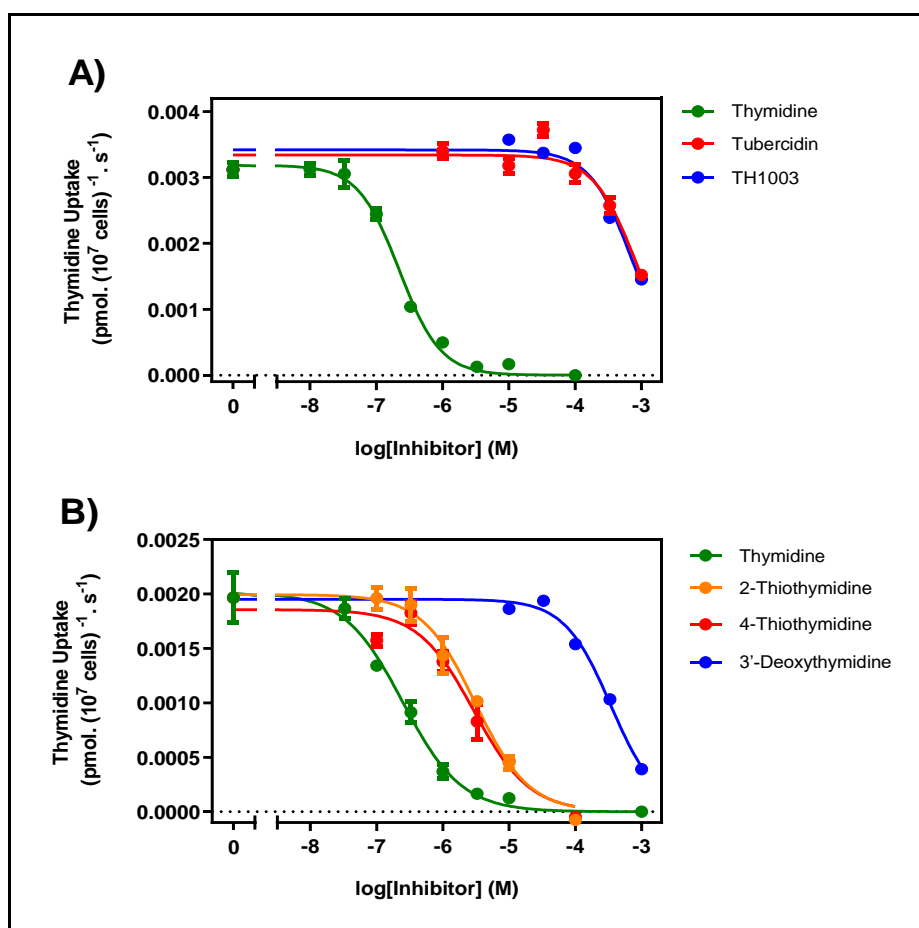 A)
Thymidine Uptake
(pmol. (10⁷ cells) ⁻¹. s⁻¹)
0.004
0.003
0.002
0.001
0.000
0
-8
-7
-6
-5
-4
-3
log[Inhibitor] (M)
Thymidine
Tubercidin
TH1003
B)
Thymidine Uptake
(pmol. (10⁷ cells) ⁻¹. s⁻¹)
0.0025
0.0020
0.0015
0.0010
0.0005
0.0000
0
-8
-7
-6
-5
-4
-3
log[Inhibitor] (M)
Thymidine
2-Thiothymidine
4-Thiothymidine
3'-Deoxythymidine